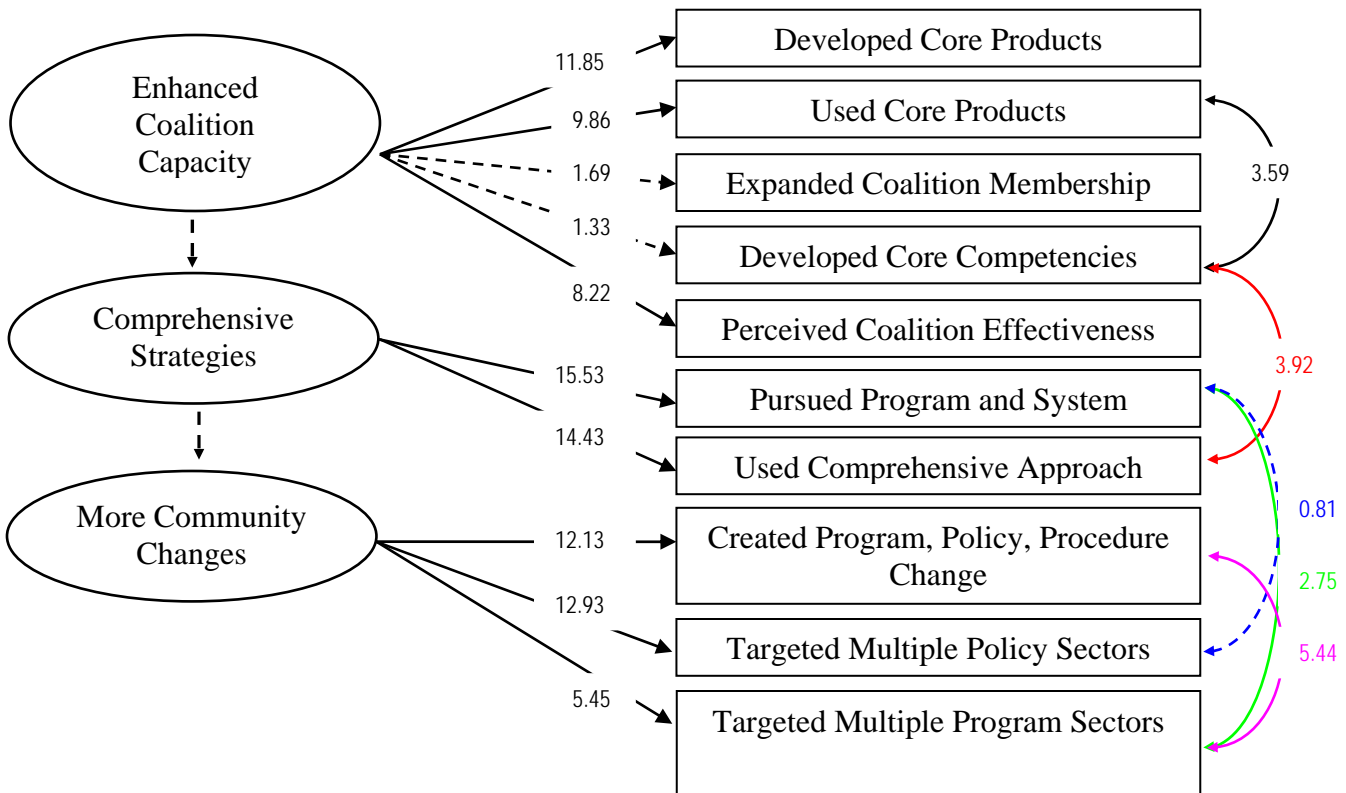 Developed Core Products
11.85
Enhanced
Coalition
Capacity
Used Core Products
9.86
Expanded Coalition Membership
1.69
3.59
1.33
Developed Core Competencies
8.22
Perceived Coalition Effectiveness
Comprehensive
Strategies
15.53
3.92
Pursued Program and System
14.43
Used Comprehensive Approach
More Community
Changes
12.13
Created Program, Policy, Procedure
Change
0.81
2.75
12.93
Targeted Multiple Policy Sectors
5.44
5.45
Targeted Multiple Program Sectors